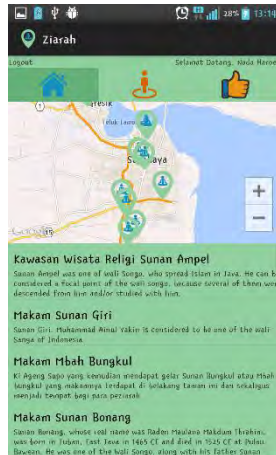 28% 13:14
Ziarah
Logout Selamat Datang, Nada Haroe
Gresik
Teluk Lamong
Surabaya
+
-
Kawasan Wisata Religi Sunan Ampel
Sunan Ampel was one of wali Songo, who spread Islam in Java. He can be
considered a focal point of the wali songo, because several of them were
descended from him and/or studied with him.
Makam Sunan Giri
Sunan Giri, Muhammad Ainul Yakin is considered to be one of the wali
Songo of Indonesia.
Makam Mbah Bungkul
Ki Ageng Supo yang kemudian mendapat gelar Sunan Bungkul atau Mbah
Bungkul yang makamnya terdapat di belakang taman ini dan sekaligus
menjadi tempat bagi para peziarah.
Makam Sunan Bonang
Sunan Bonang, whose real name was Raden Maulana Makdum Ibrahim,
was born in Tuban, East Java in 1465 CE and died in 1525 CE at Pulau
Bawean. He was one of the Wali Songo, along with his father Sunan